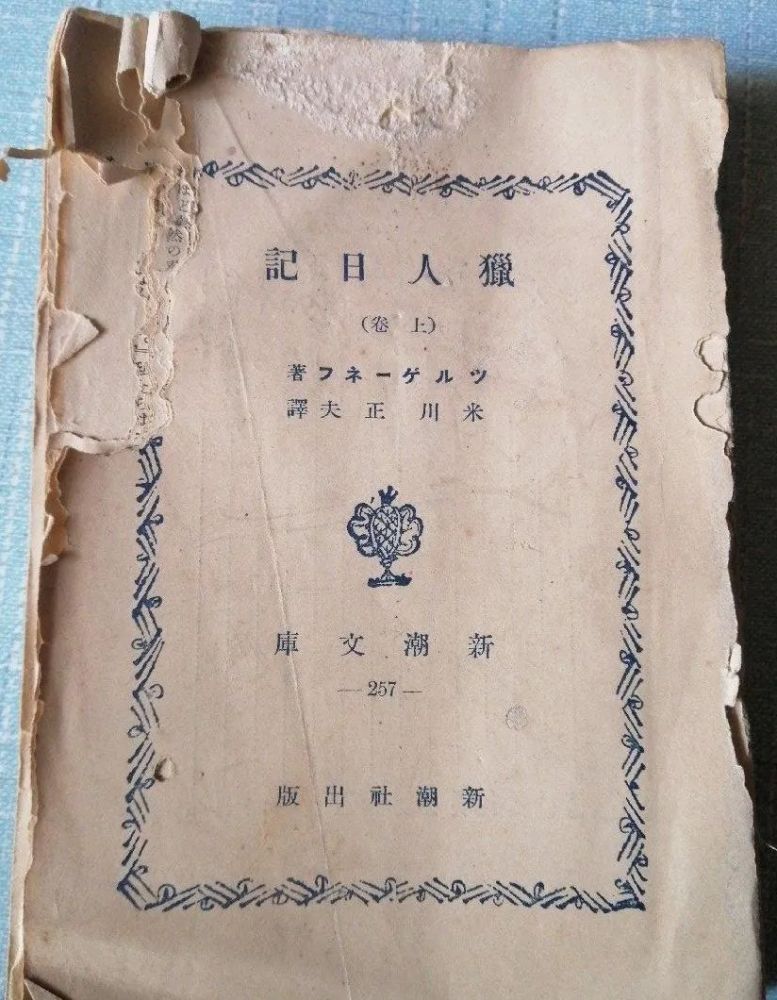 獵人日記
(上卷)
ツルゲーネフ著
米川正夫譯
新潮文庫
—257—
新潮社出版